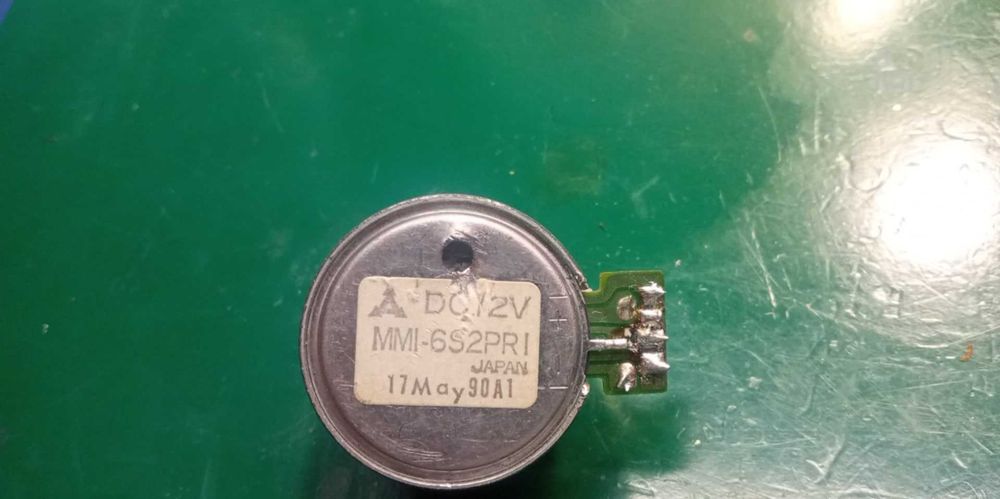 DC12V
MMI-6S2PR1
JAPAN
17May90A1
+
−